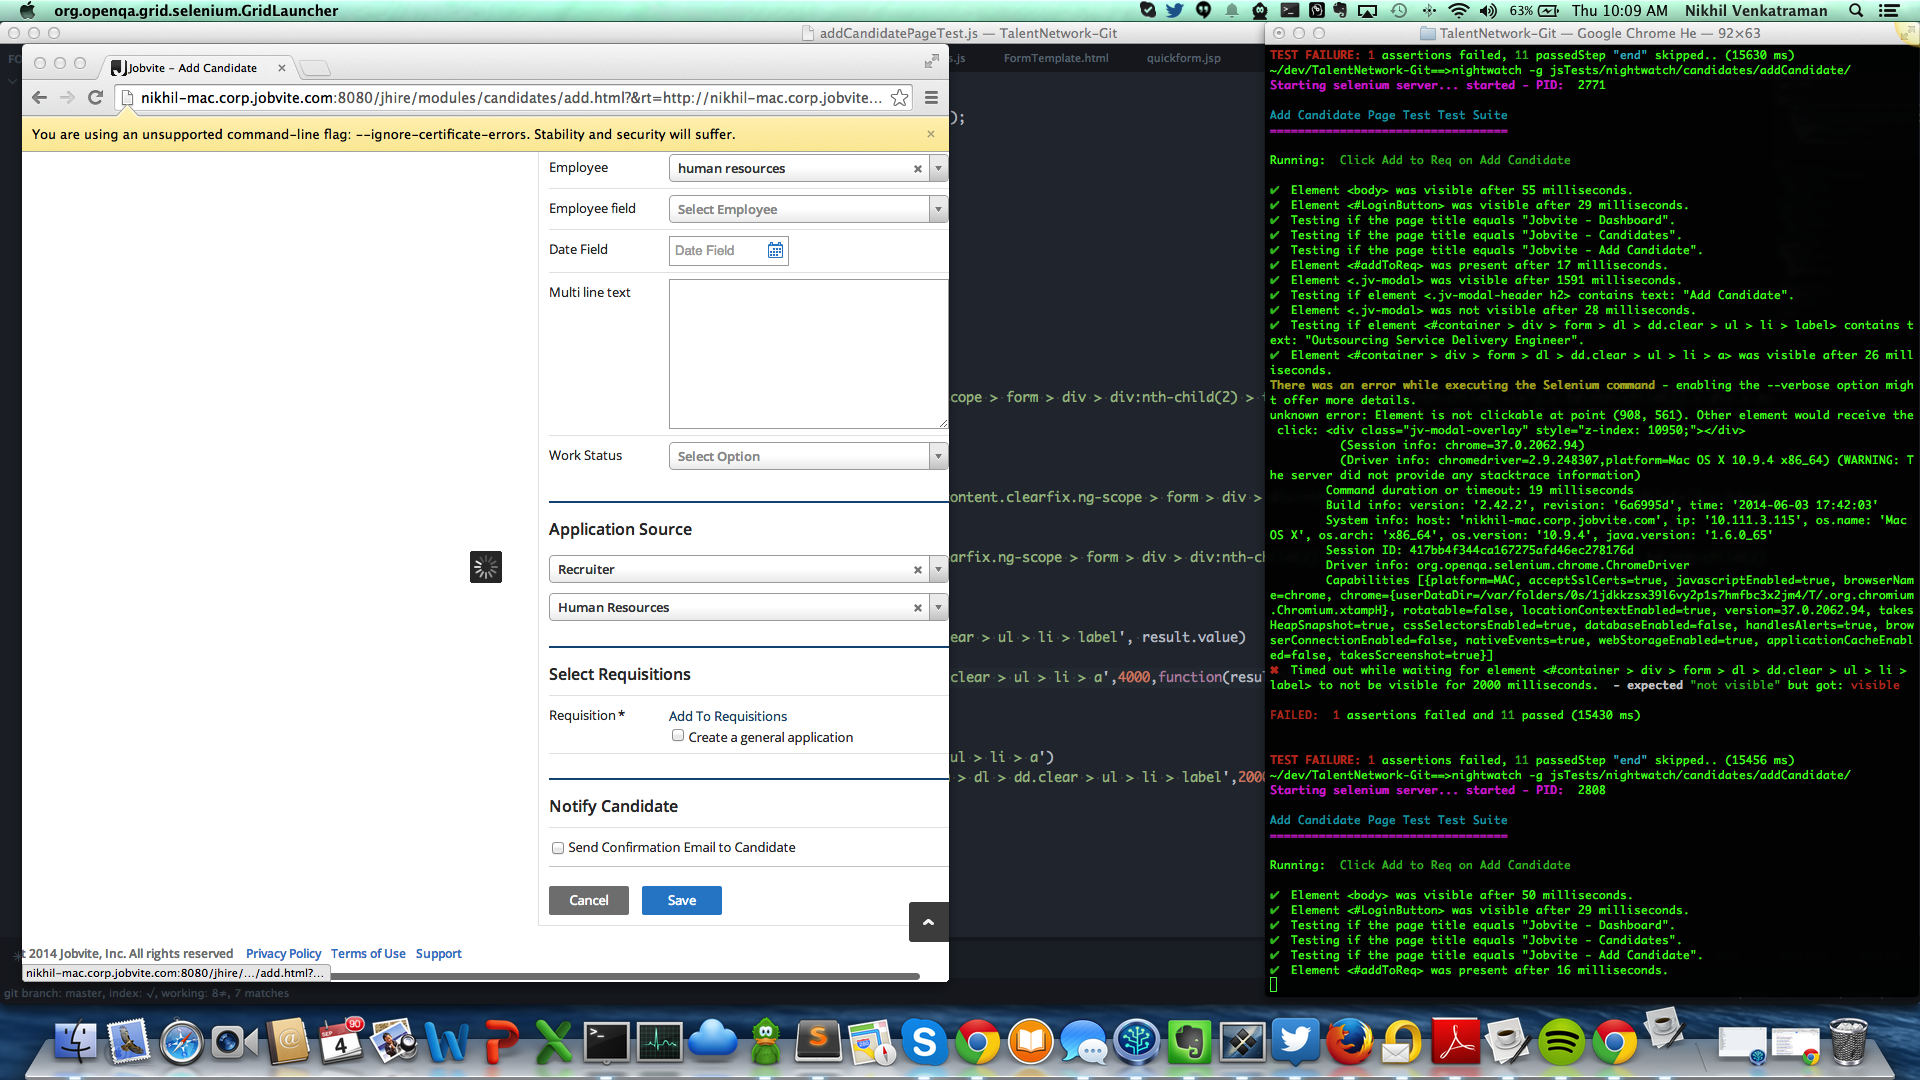 org.openqa.grid.selenium.GridLauncher
63%
Thu 10:09 AM
Nikhil Venkatraman
addCandidatePageTest.js — TalentNetwork-Git
s.js
FormTemplate.html
quickform.jsp
Jobvite - Add Candidate
nikhil-mac.corp.jobvite.com:8080/jhire/modules/candidates/add.html?&rt=http://nikhil-mac.corp.jobvite...
You are using an unsupported command-line flag: --ignore-certificate-errors. Stability and security will suffer.
Employee
human resources
Employee field
Select Employee
Date Field
Date Field
Multi line text
Work Status
Select Option
Application Source
Recruiter
Human Resources
Select Requisitions
Requisition *
Add To Requisitions
Create a general application
Notify Candidate
Send Confirmation Email to Candidate
Cancel
Save
t 2014 Jobvite, Inc. All rights reserved
Privacy Policy
Terms of Use
Support
nikhil-mac.corp.jobvite.com:8080/jhire/.../add.html?...
git branch: master, index: √, working: 8≠, 7 matches
);
cope > form > div > div:nth-child(2) >
ontent.clearfix.ng-scope > form > div >
arfix.ng-scope > form > div > div:nth-c
ear > ul > li > label', result.value)
clear > ul > li > a',4000,function(resu
ul > li > a')
> dl > dd.clear > ul > li > label',2000
TalentNetwork-Git — Google Chrome He — 92×63
TEST FAILURE: 1 assertions failed, 11 passedStep "end" skipped.. (15630 ms)
~/dev/TalentNetwork-Git==>nightwatch -g jsTests/nightwatch/candidates/addCandidate/
Starting selenium server... started - PID:  2771
Add Candidate Page Test Test Suite
==================================
Running:  Click Add to Req on Add Candidate
✔  Element <body> was visible after 55 milliseconds.
✔  Element <#LoginButton> was visible after 29 milliseconds.
✔  Testing if the page title equals "Jobvite - Dashboard".
✔  Testing if the page title equals "Jobvite - Candidates".
✔  Testing if the page title equals "Jobvite - Add Candidate".
✔  Element <#addToReq> was present after 17 milliseconds.
✔  Element <.jv-modal> was visible after 1591 milliseconds.
✔  Testing if element <.jv-modal-header h2> contains text: "Add Candidate".
✔  Element <.jv-modal> was not visible after 28 milliseconds.
✔  Testing if element <#container > div > form > dl > dd.clear > ul > li > label> contains t
ext: "Outsourcing Service Delivery Engineer".
✔  Element <#container > div > form > dl > dd.clear > ul > li > a> was visible after 26 mill
iseconds.
There was an error while executing the Selenium command - enabling the --verbose option migh
t offer more details.
unknown error: Element is not clickable at point (908, 561). Other element would receive the
click: <div class="jv-modal-overlay" style="z-index: 10950;"></div>
(Session info: chrome=37.0.2062.94)
(Driver info: chromedriver=2.9.248307,platform=Mac OS X 10.9.4 x86_64) (WARNING: T
he server did not provide any stacktrace information)
Command duration or timeout: 19 milliseconds
Build info: version: '2.42.2', revision: '6a6995d', time: '2014-06-03 17:42:03'
System info: host: 'nikhil-mac.corp.jobvite.com', ip: '10.111.3.115', os.name: 'Mac
OS X', os.arch: 'x86_64', os.version: '10.9.4', java.version: '1.6.0_65'
Session ID: 417bb4f344ca167275afd46ec278176d
Driver info: org.openqa.selenium.chrome.ChromeDriver
Capabilities [{platform=MAC, acceptSslCerts=true, javascriptEnabled=true, browserNam
e=chrome, chrome={userDataDir=/var/folders/0s/1jdkkzsx39l6vy2p1s7hmfbc3x2jm4/T/.org.chromium
.Chromium.xtampH}, rotatable=false, locationContextEnabled=true, version=37.0.2062.94, takes
HeapSnapshot=true, cssSelectorsEnabled=true, databaseEnabled=false, handlesAlerts=true, brow
serConnectionEnabled=false, nativeEvents=true, webStorageEnabled=true, applicationCacheEnabl
ed=false, takesScreenshot=true}]
✖  Timed out while waiting for element <#container > div > form > dl > dd.clear > ul > li >
label> to not be visible for 2000 milliseconds.  - expected "not visible" but got: visible
FAILED:  1 assertions failed and 11 passed (15430 ms)
TEST FAILURE: 1 assertions failed, 11 passedStep "end" skipped.. (15456 ms)
~/dev/TalentNetwork-Git==>nightwatch -g jsTests/nightwatch/candidates/addCandidate/
Starting selenium server... started - PID:  2808
Add Candidate Page Test Test Suite
==================================
Running:  Click Add to Req on Add Candidate
✔  Element <body> was visible after 50 milliseconds.
✔  Element <#LoginButton> was visible after 29 milliseconds.
✔  Testing if the page title equals "Jobvite - Dashboard".
✔  Testing if the page title equals "Jobvite - Candidates".
✔  Testing if the page title equals "Jobvite - Add Candidate".
✔  Element <#addToReq> was present after 16 milliseconds.
SEP
4
90